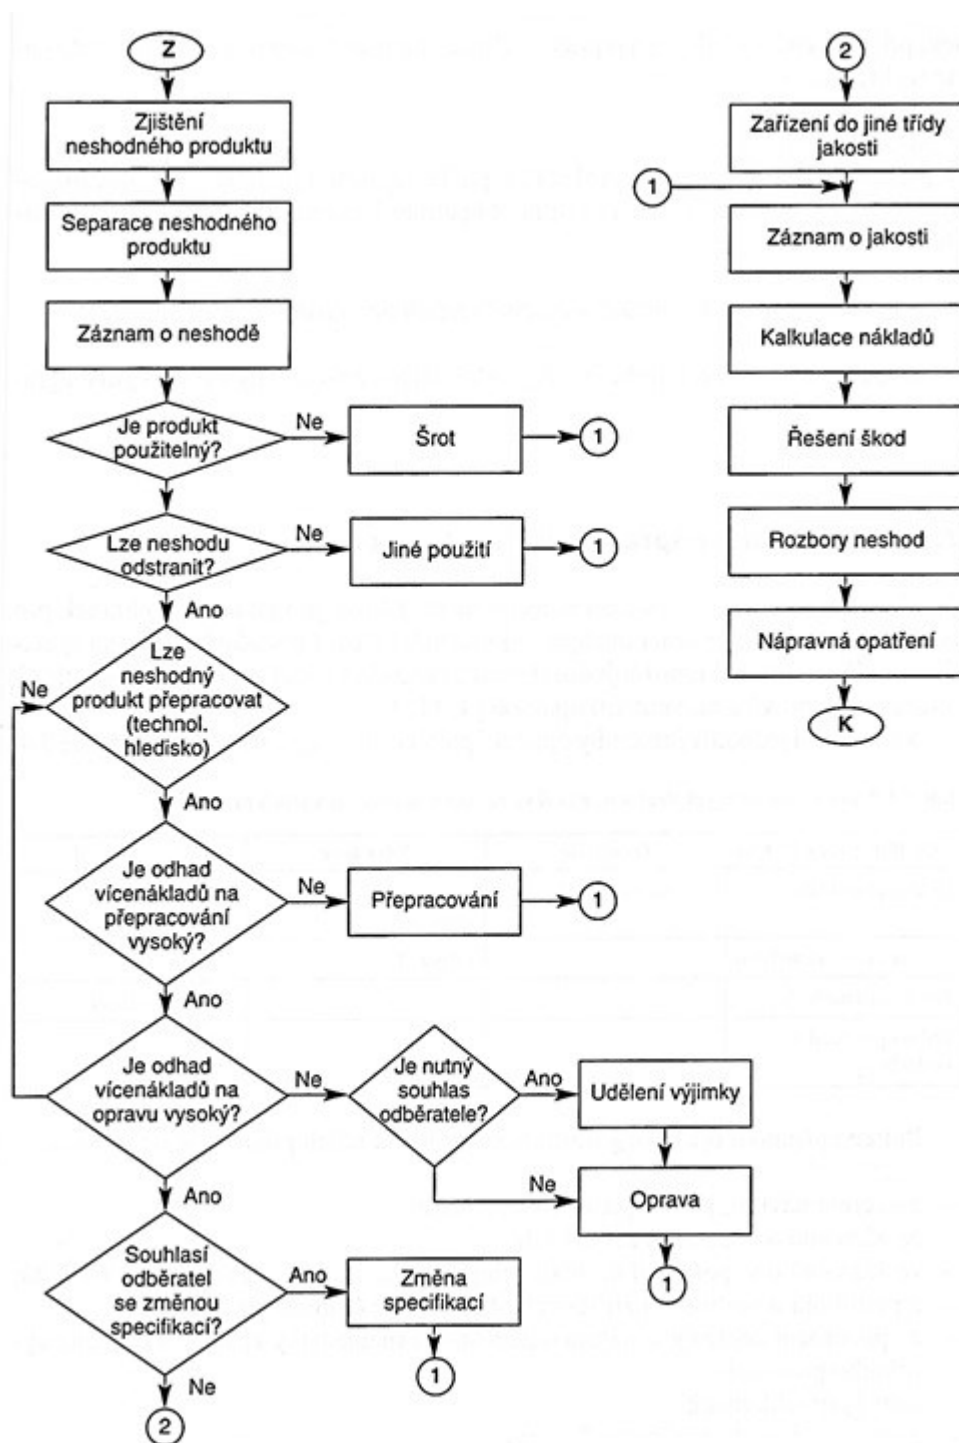 Z
Zjištění
neshodného produktu
Separace neshodného
produktu
Záznam o neshodě
Je produkt
použitelný?
Ne
Šrot
1
Lze neshodu
odstranit?
Ne
Jiné použití
1
Ano
Lze
neshodný
produkt přepracovat
(technol.
hledisko)
Ne
Ano
Je odhad
vícenákladů na
přepracování
vysoký?
Ne
Přepracování
1
Ano
Je odhad
vícenákladů na
opravu vysoký?
Ne
Je nutný
souhlas
odběratele?
Ano
Udělení výjimky
Ne
Oprava
1
Ano
Souhlasí
odběratel
se změnou
specifikací?
Ano
Změna
specifikací
1
Ne
2
2
Zařízení do jiné třídy
jakosti
1
Záznam o jakosti
Kalkulace nákladů
Řešení škod
Rozbory neshod
Nápravná opatření
K